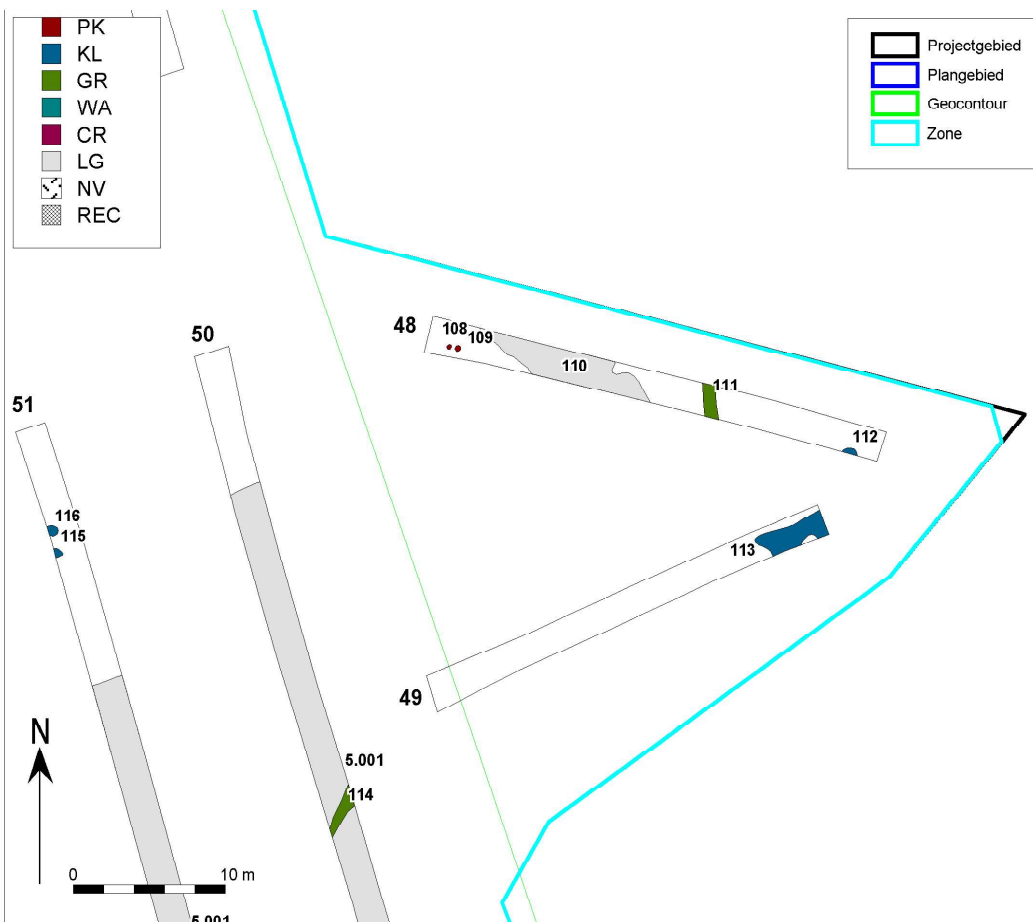 PK
KL
GR
WA
CR
LG
NV
REC
Projectgebied
Plangebied
Geocontour
Zone
48
108
109
110
111
112
50
51
116
115
113
49
N
5.001
114
0 10 m
5.001